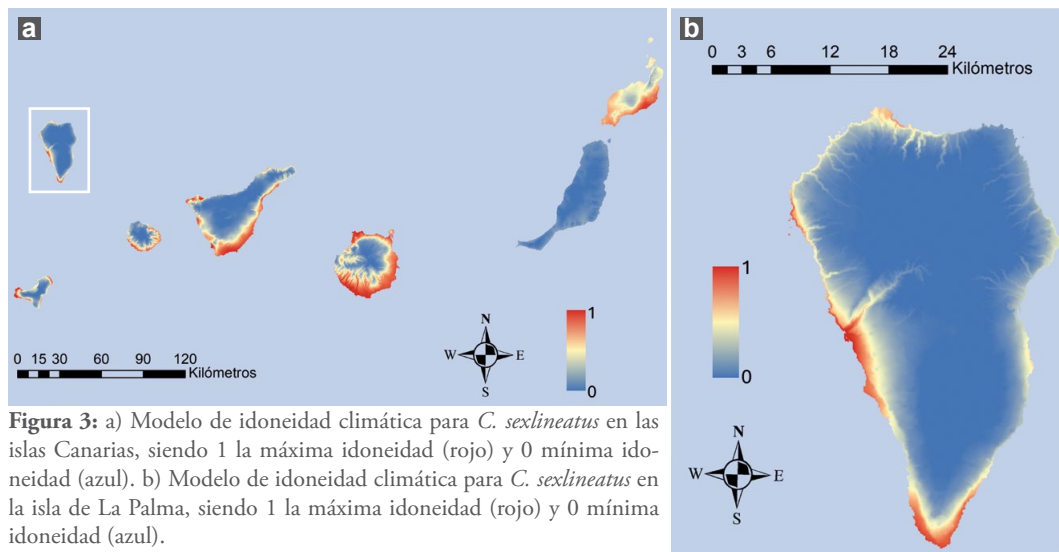 a
N
W E
S
1
0
0 15 30 60 90 120
Kilómetros
Figura 3: a) Modelo de idoneidad climática para C. sexlineatus en las
islas Canarias, siendo 1 la máxima idoneidad (rojo) y 0 mínima ido-
neidad (azul). b) Modelo de idoneidad climática para C. sexlineatus en
la isla de La Palma, siendo 1 la máxima idoneidad (rojo) y 0 mínima
idoneidad (azul).
b
0 3 6 12 18 24
Kilómetros
1
0
N
W E
S